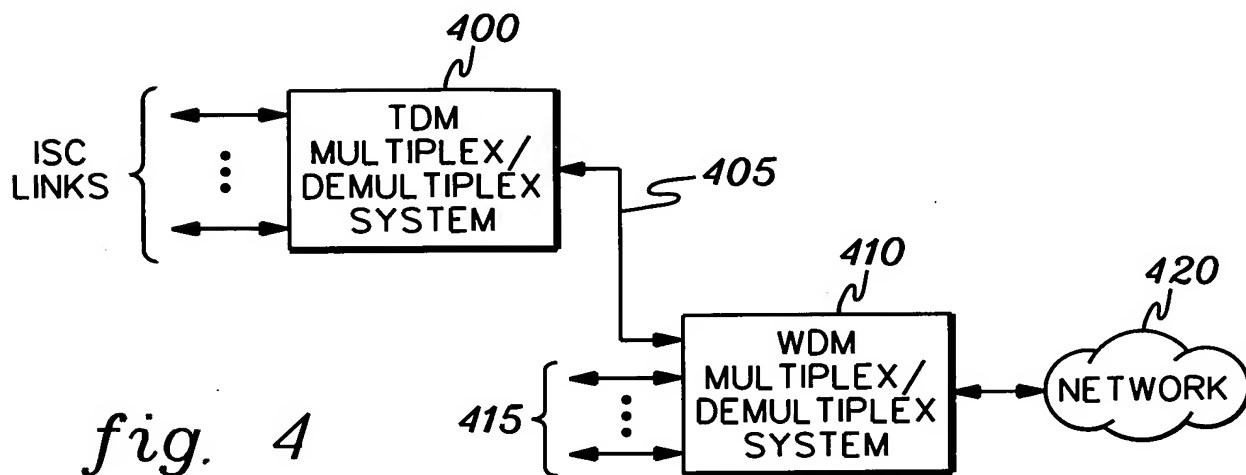 400
TDM
MULTIPLEX/
DEMULTIPLEX
SYSTEM
ISC
LINKS
405
410
420
WDM
MULTIPLEX/
DEMULTIPLEX
SYSTEM
NETWORK
415
fig. 4